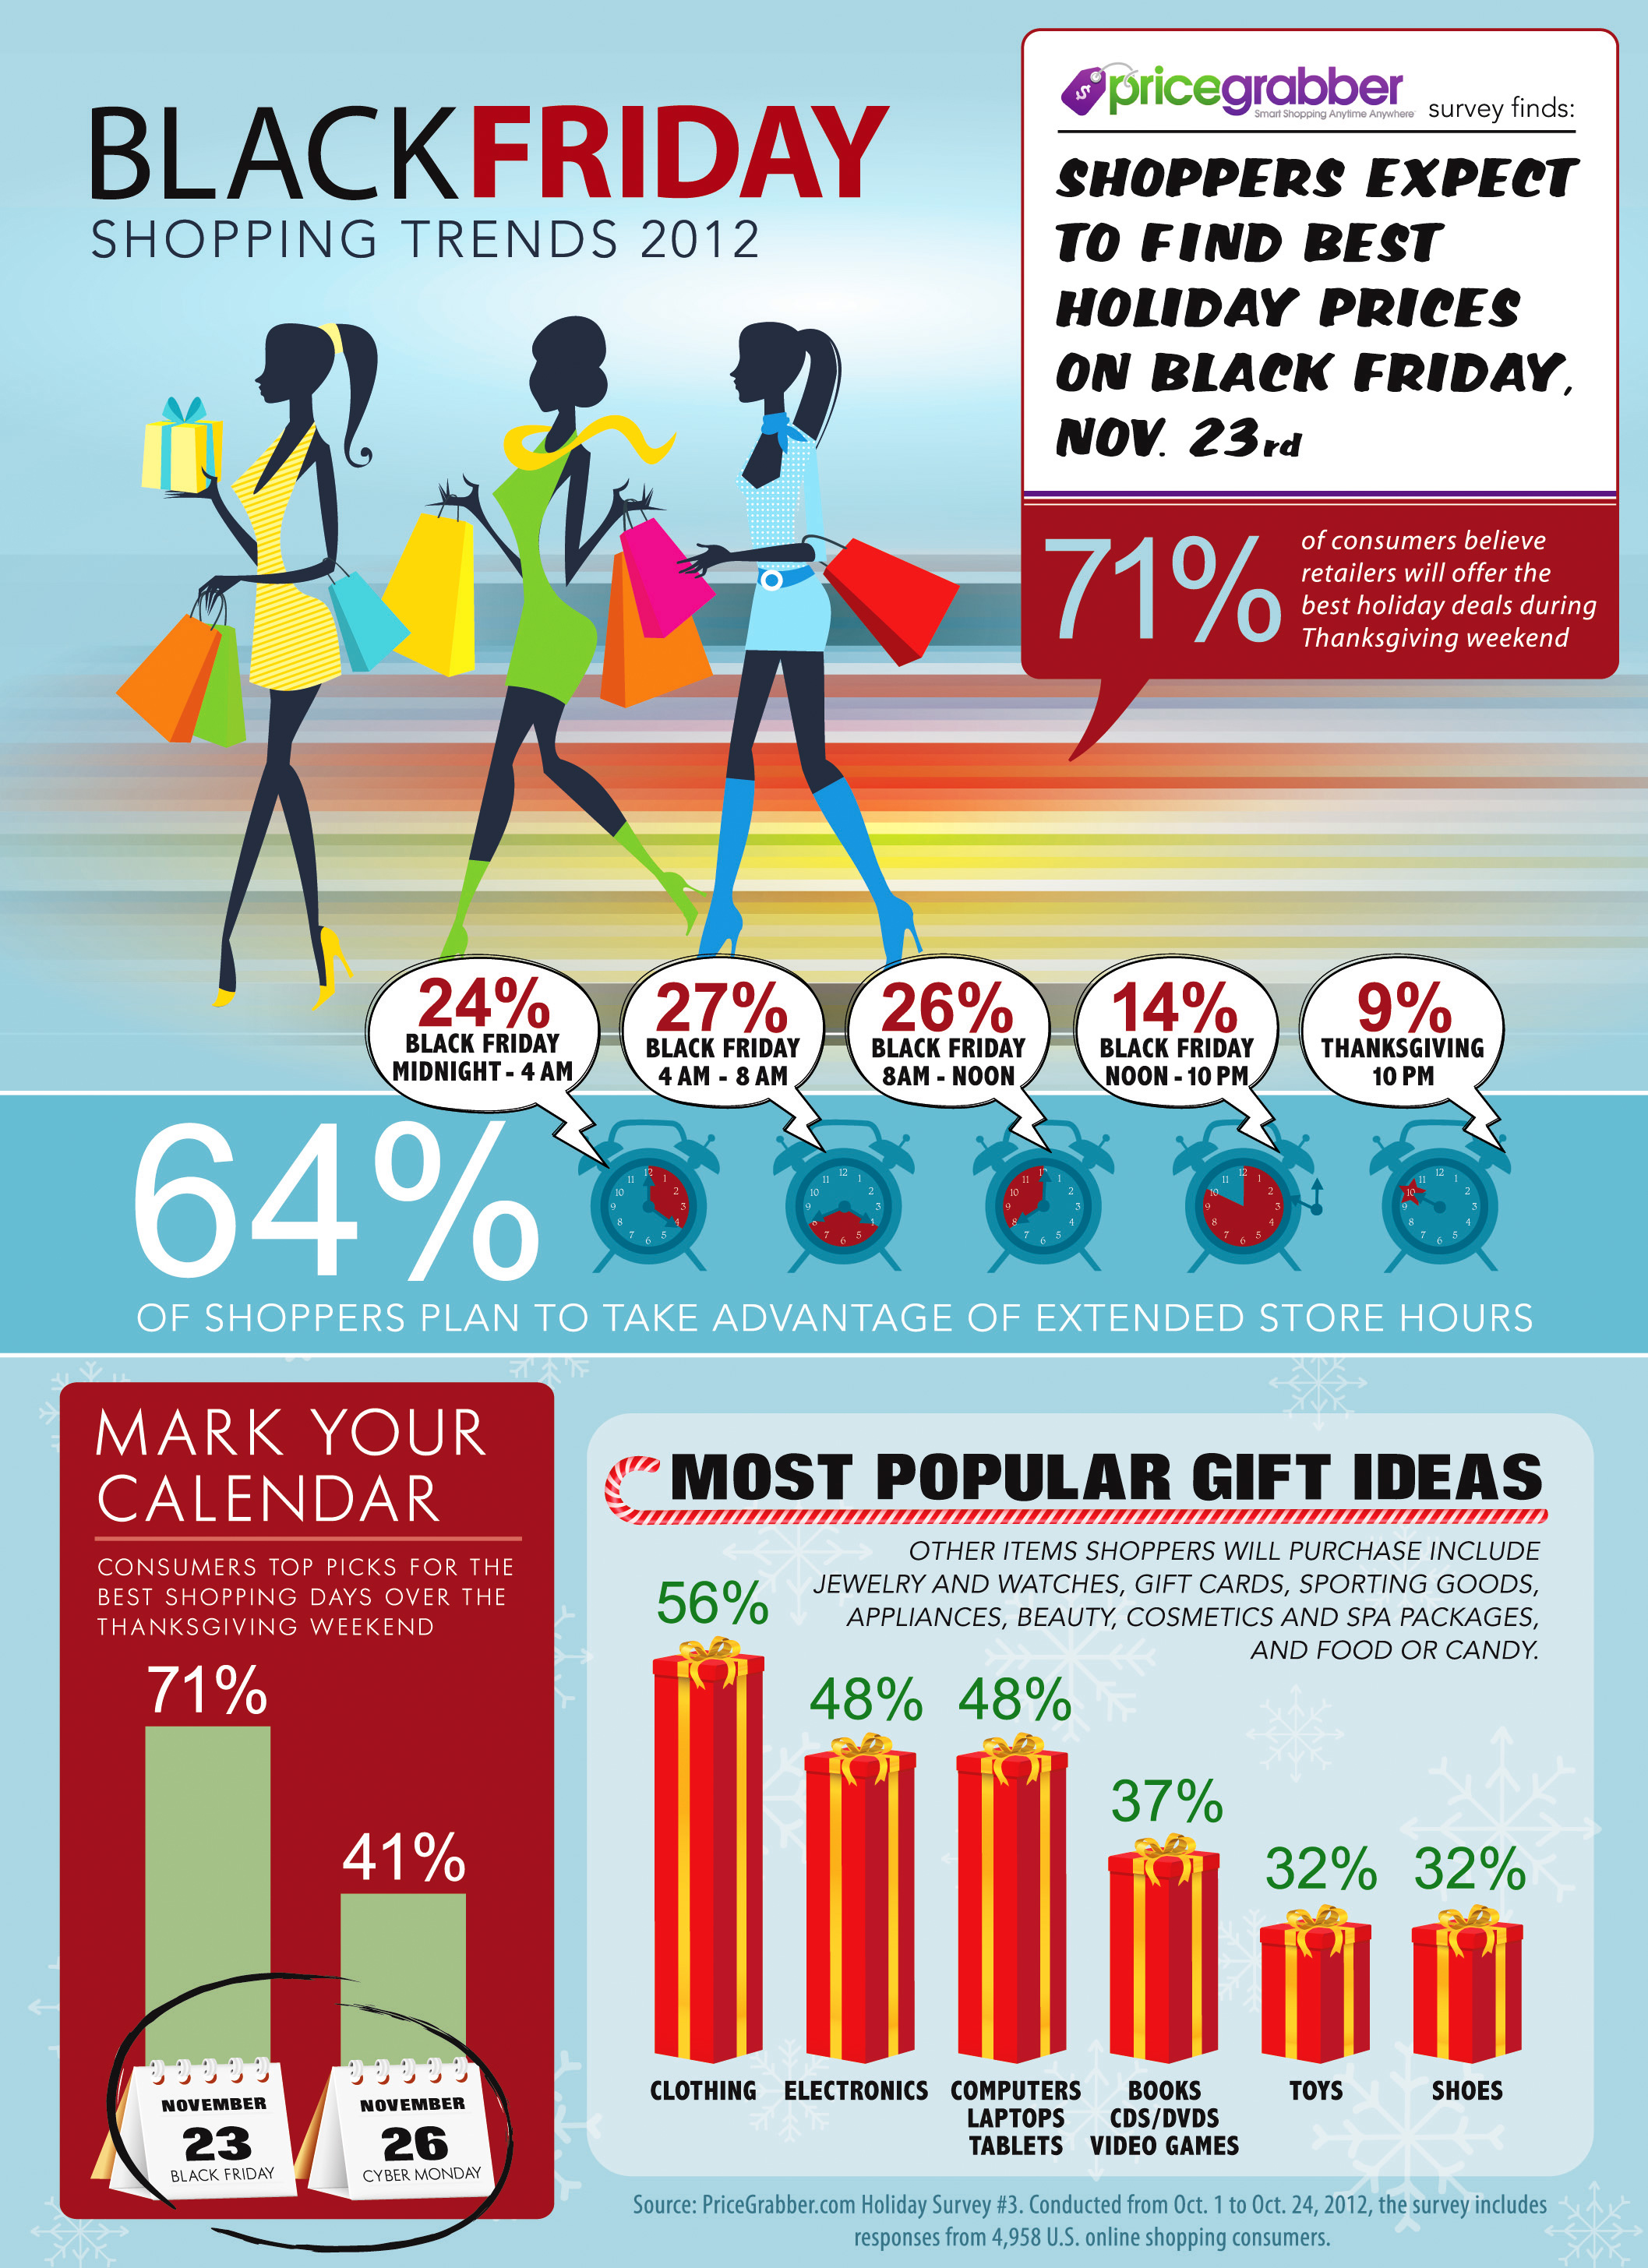 BLACKFRIDAY
SHOPPING TRENDS 2012
pricegrabber
Smart Shopping Anytime Anywhere
survey finds:
SHOPPERS EXPECT
TO FIND BEST
HOLIDAY PRICES
ON BLACK FRIDAY,
NOV. 23rd
71%
of consumers believe
retailers will offer the
best holiday deals during
Thanksgiving weekend
24%
BLACK FRIDAY
MIDNIGHT - 4 AM
27%
BLACK FRIDAY
4 AM - 8 AM
26%
BLACK FRIDAY
8AM - NOON
14%
BLACK FRIDAY
NOON - 10 PM
9%
THANKSGIVING
10 PM
64%
OF SHOPPERS PLAN TO TAKE ADVANTAGE OF EXTENDED STORE HOURS
MARK YOUR
CALENDAR
CONSUMERS TOP PICKS FOR THE
BEST SHOPPING DAYS OVER THE
THANKSGIVING WEEKEND
71%
41%
NOVEMBER
23
BLACK FRIDAY
NOVEMBER
26
CYBER MONDAY
MOST POPULAR GIFT IDEAS
OTHER ITEMS SHOPPERS WILL PURCHASE INCLUDE
JEWELRY AND WATCHES, GIFT CARDS, SPORTING GOODS,
APPLIANCES, BEAUTY, COSMETICS AND SPA PACKAGES,
AND FOOD OR CANDY.
56%
48%
48%
37%
32%
32%
CLOTHING
ELECTRONICS
COMPUTERS
LAPTOPS
TABLETS
BOOKS
CDS/DVDS
VIDEO GAMES
TOYS
SHOES
Source: PriceGrabber.com Holiday Survey #3. Conducted from Oct. 1 to Oct. 24, 2012, the survey includes
responses from 4,958 U.S. online shopping consumers.